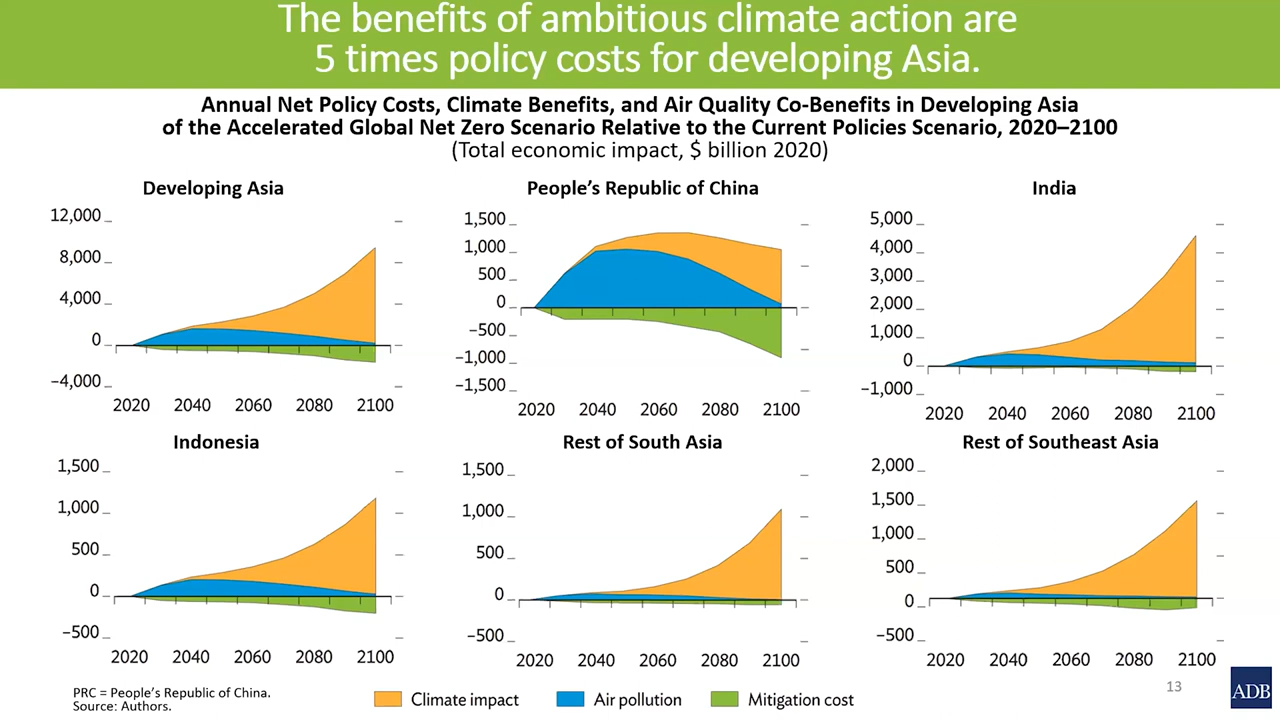 The benefits of ambitious climate action are
5 times policy costs for developing Asia.
Annual Net Policy Costs, Climate Benefits, and Air Quality Co-Benefits in Developing Asia
of the Accelerated Global Net Zero Scenario Relative to the Current Policies Scenario, 2020–2100
(Total economic impact, $ billion 2020)
Developing Asia
12,000
8,000
4,000
0
−4,000
2020 2040 2060 2080 2100
People’s Republic of China
1,500
1,000
500
0
−500
−1,000
−1,500
2020 2040 2060 2080 2100
India
5,000
4,000
3,000
2,000
1,000
0
−1,000
2020 2040 2060 2080 2100
Indonesia
1,500
1,000
500
0
−500
2020 2040 2060 2080 2100
Rest of South Asia
1,500
1,000
500
0
−500
2020 2040 2060 2080 2100
Rest of Southeast Asia
2,000
1,500
1,000
500
0
−500
2020 2040 2060 2080 2100
PRC = People’s Republic of China.
Source: Authors.
Climate impact Air pollution Mitigation cost
13
ADB